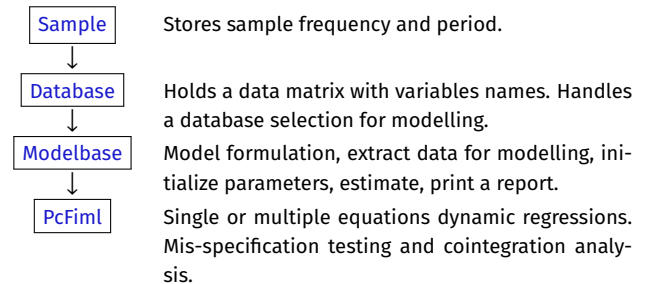 Sample
Stores sample frequency and period.
Database
Holds a data matrix with variables names. Handles
a database selection for modelling.
Modelbase
Model formulation, extract data for modelling, ini-
tialize parameters, estimate, print a report.
PcFiml
Single or multiple equations dynamic regressions.
Mis-specification testing and cointegration analy-
sis.